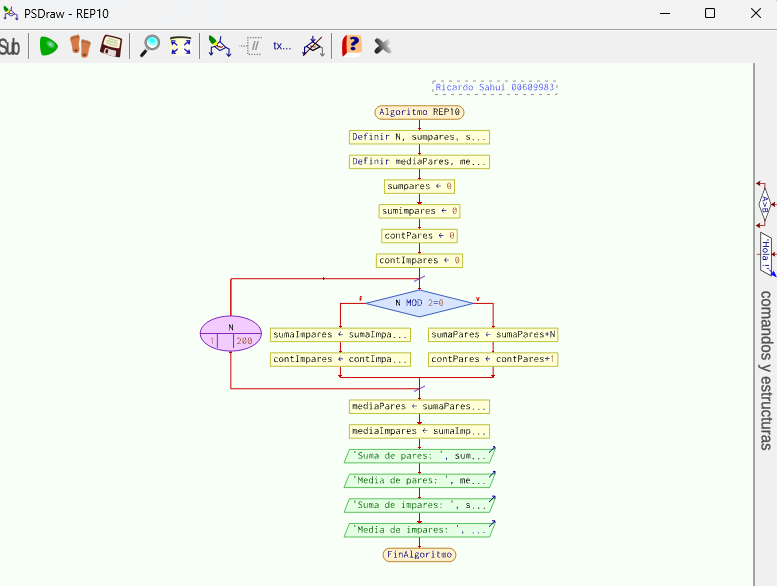 PSDraw - REP10
Sub
tx...
Ricardo Sahui 00609983
Algoritmo REP10
Definir N, sumpares, s...
Definir mediaPares, me...
sumpares ← 0
sumimpares ← 0
contPares ← 0
contImpares ← 0
N MOD 2=0
F
V
N
1
200
sumaImpares ← sumaImpa...
sumaPares ← sumaPares+N
contImpares ← contImpa...
contPares ← contPares+1
mediaPares ← sumaPares...
mediaImpares ← sumaImp...
'Suma de pares: ', sum...
'Media de pares: ', me...
'Suma de impares: ', s...
'Media de impares: ', ...
FinAlgoritmo
A>B
'Hola !'
comandos y estructuras